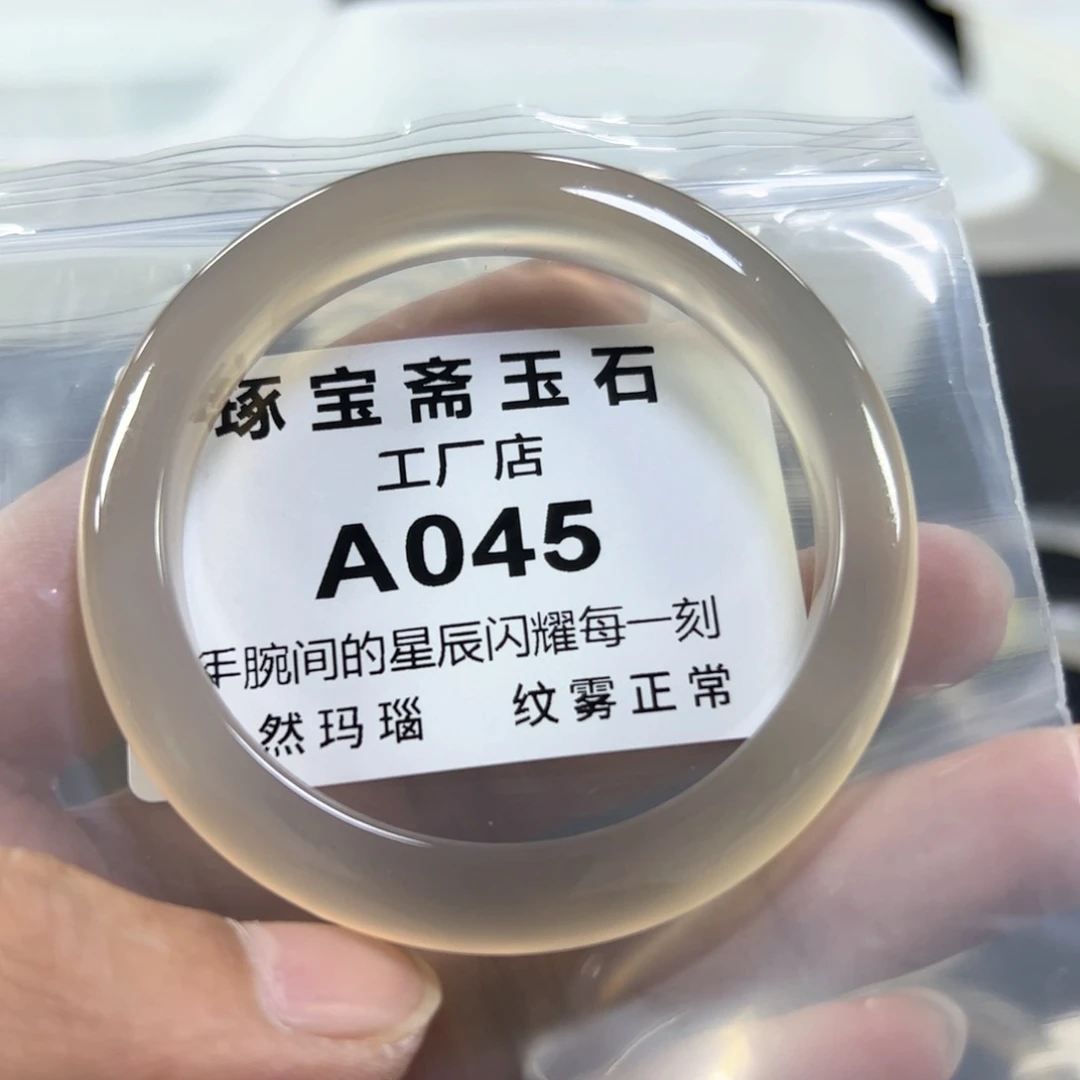 琢宝斋玉石
工厂店
A045
手腕间的星辰闪耀每一刻
然玛瑙 纹雾正常